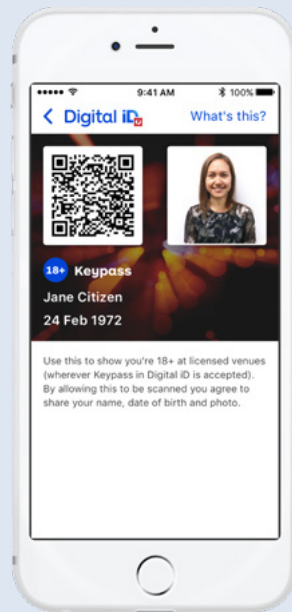 9:41 AM
100%
Digital iD
What's this?
18+ Keypass
Jane Citizen
24 Feb 1972
Use this to show you're 18+ at licensed venues
(wherever Keypass in Digital iD is accepted).
By allowing this to be scanned you agree to
share your name, date of birth and photo.